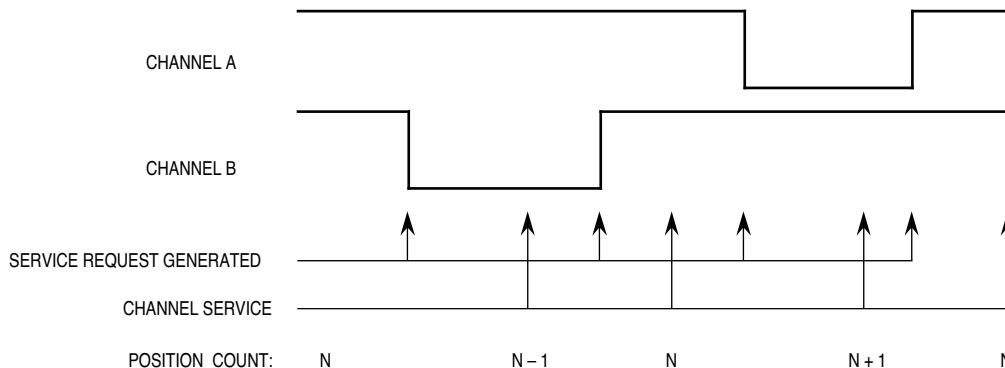 CHANNEL A
CHANNEL B
SERVICE REQUEST GENERATED
CHANNEL SERVICE
POSITION COUNT: N N – 1 N N + 1 N